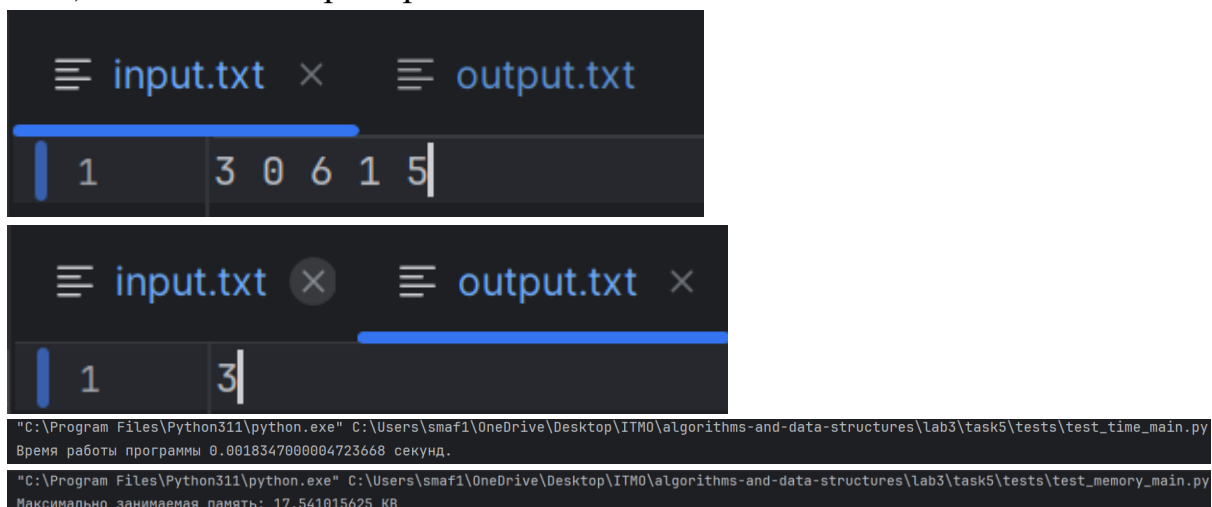 input.txt × output.txt
1 3 0 6 1 5
input.txt × output.txt ×
1 3
"C:\Program Files\Python311\python.exe" C:\Users\smaf1\OneDrive\Desktop\ITMO\algorithms-and-data-structures\lab3\task5\tests\test_time_main.py
Время работы программы 0.0018347000004723668 секунд.
"C:\Program Files\Python311\python.exe" C:\Users\smaf1\OneDrive\Desktop\ITMO\algorithms-and-data-structures\lab3\task5\tests\test_memory_main.py
Максимально занимаемая память: 17.541015625 KB